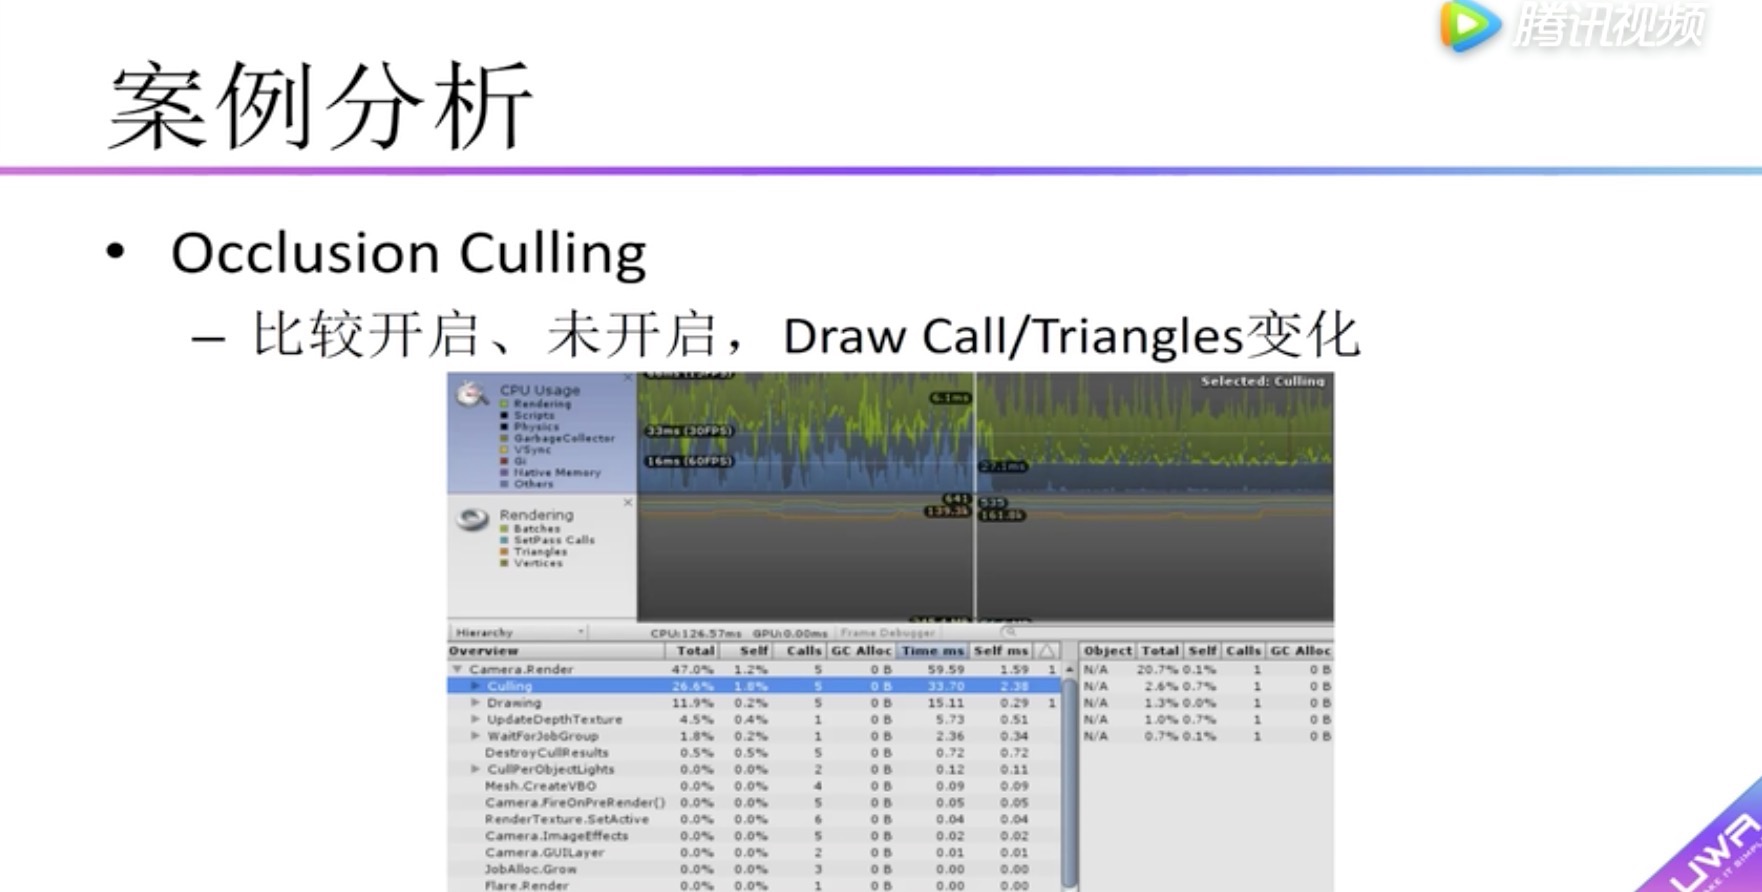 腾讯视频
案例分析
• Occlusion Culling
– 比较开启、未开启，Draw Call/Triangles变化
CPU Usage
Rendering
Scripts
Physics
GarbageCollector
VSync
Gi
Native Memory
Others
33ms (30FPS)
16ms (60FPS)
6.1ms
27.1ms
Selected: Culling
Rendering
Batches
SetPass Calls
Triangles
Vertices
641
535
139.3k
161.8k
Hierarchy CPU:126.57ms GPU:0.00ms Frame Debugger
Overview Total Self Calls GC Alloc Time ms Self ms
Camera.Render 47.0% 1.2% 5 0 B 59.59 1.59 1
Culling 26.6% 1.8% 5 0 B 33.70 2.38
Drawing 11.9% 0.2% 5 0 B 15.11 0.29 1
UpdateDepthTexture 4.5% 0.4% 1 0 B 5.73 0.51
WaitForJobGroup 1.8% 0.2% 1 0 B 2.36 0.34
DestroyCullResults 0.5% 0.5% 5 0 B 0.72 0.72
CullPerObjectLights 0.0% 0.0% 2 0 B 0.12 0.11
Mesh.CreateVBO 0.0% 0.0% 4 0 B 0.09 0.09
Camera.FireOnPreRender() 0.0% 0.0% 5 0 B 0.05 0.05
RenderTexture.SetActive 0.0% 0.0% 6 0 B 0.04 0.04
Camera.ImageEffects 0.0% 0.0% 5 0 B 0.02 0.02
Camera.GUILayer 0.0% 0.0% 2 0 B 0.01 0.01
JobAlloc.Grow 0.0% 0.0% 3 0 B 0.00 0.00
Flare.Render 0.0% 0.0% 1 0 B 0.00 0.00
Object Total Self Calls GC Alloc
N/A 20.7% 0.1% 1 0 B
N/A 2.6% 0.7% 1 0 B
N/A 1.3% 0.0% 1 0 B
N/A 1.0% 0.7% 1 0 B
N/A 0.7% 0.1% 1 0 B
UWA